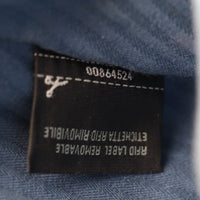 00864524
RFID LABEL REMOVABLE
ETICHETTA RFID RIMOVIBILE